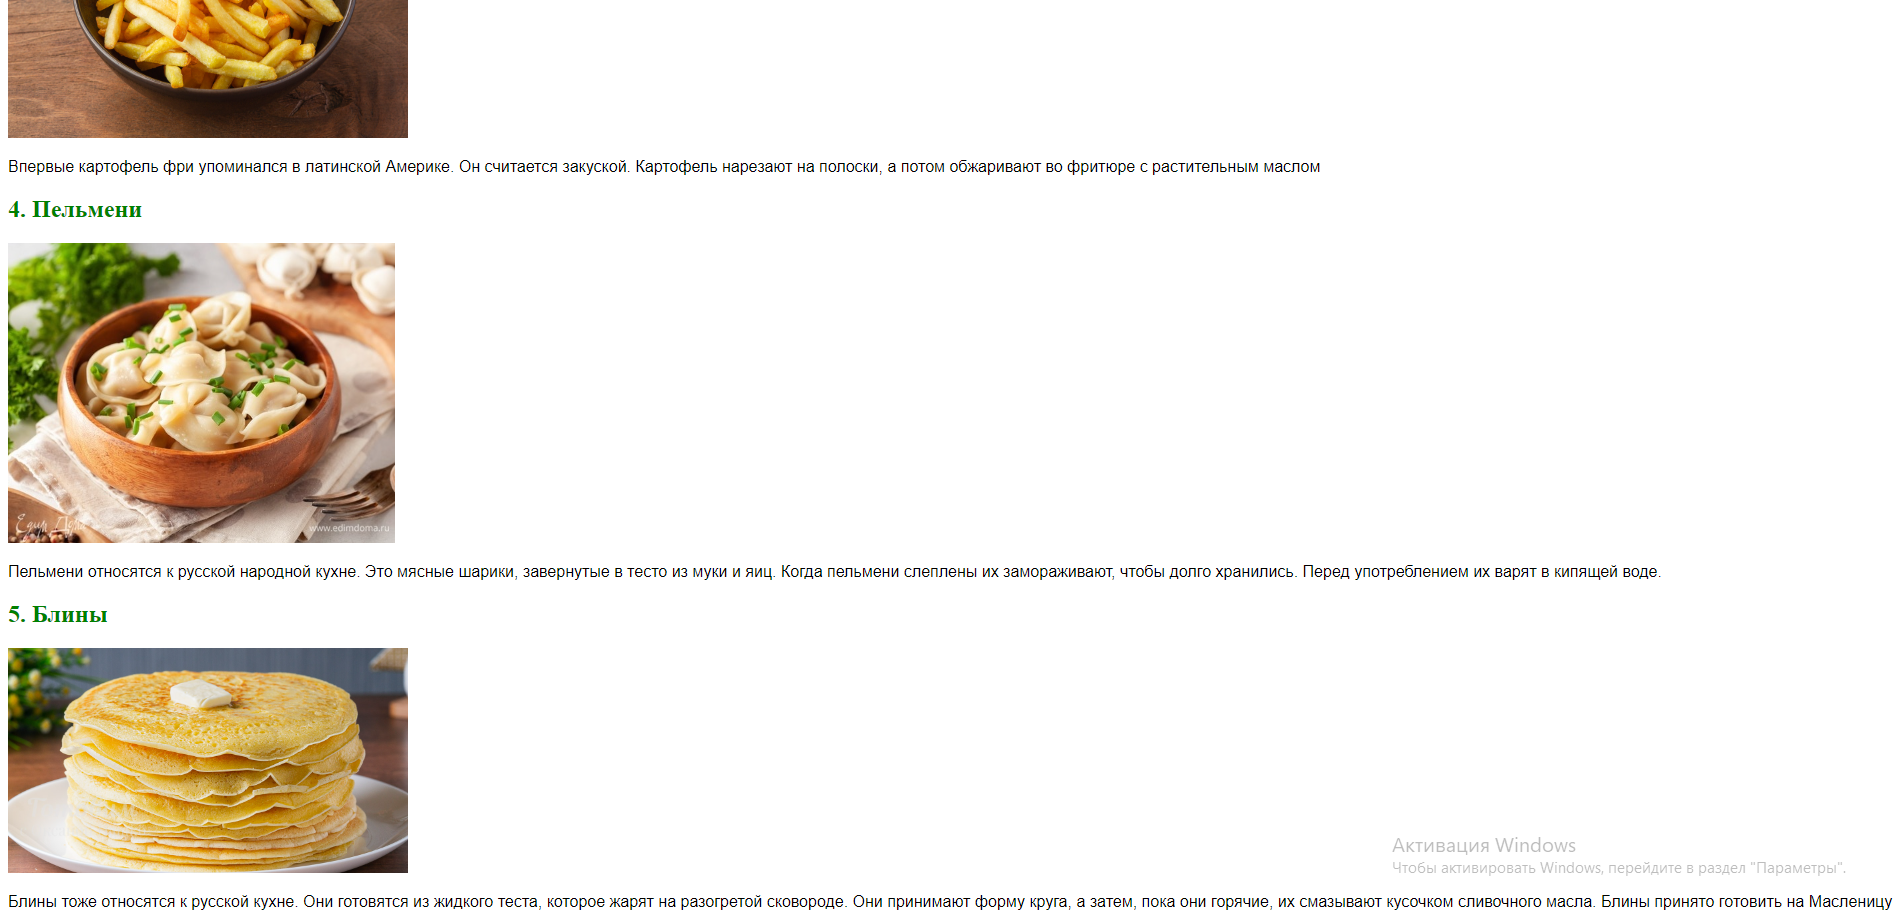 Впервые картофель фри упоминался в латинской Америке. Он считается закуской. Картофель нарезают на полоски, а потом обжаривают во фритюре с растительным маслом
4. Пельмени
Едим Дома
www.edimdoma.ru
Пельмени относятся к русской народной кухне. Это мясные шарики, завернутые в тесто из муки и яиц. Когда пельмени слеплены их замораживают, чтобы долго хранились. Перед употреблением их варят в кипящей воде.
5. Блины
Активация Windows
Чтобы активировать Windows, перейдите в раздел "Параметры".
Блины тоже относятся к русской кухне. Они готовятся из жидкого теста, которое жарят на разогретой сковороде. Они принимают форму круга, а затем, пока они горячие, их смазывают кусочком сливочного масла. Блины принято готовить на Масленицу